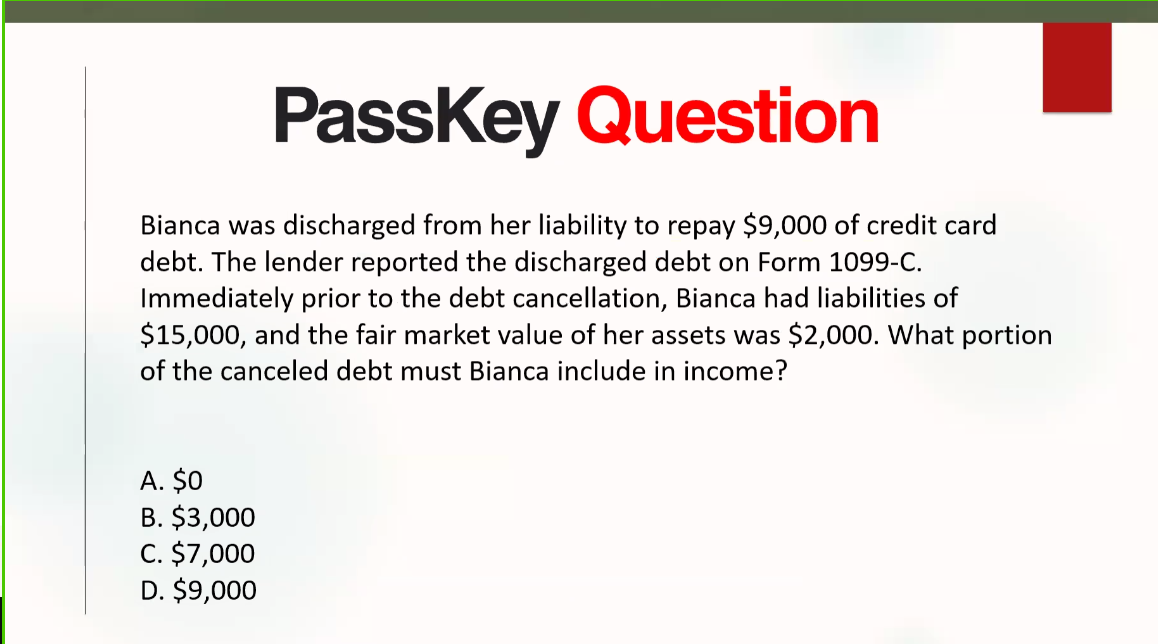 PassKey Question
Bianca was discharged from her liability to repay $9,000 of credit card
debt. The lender reported the discharged debt on Form 1099-C.
Immediately prior to the debt cancellation, Bianca had liabilities of
$15,000, and the fair market value of her assets was $2,000. What portion
of the canceled debt must Bianca include in income?
A. $0
B. $3,000
C. $7,000
D. $9,000